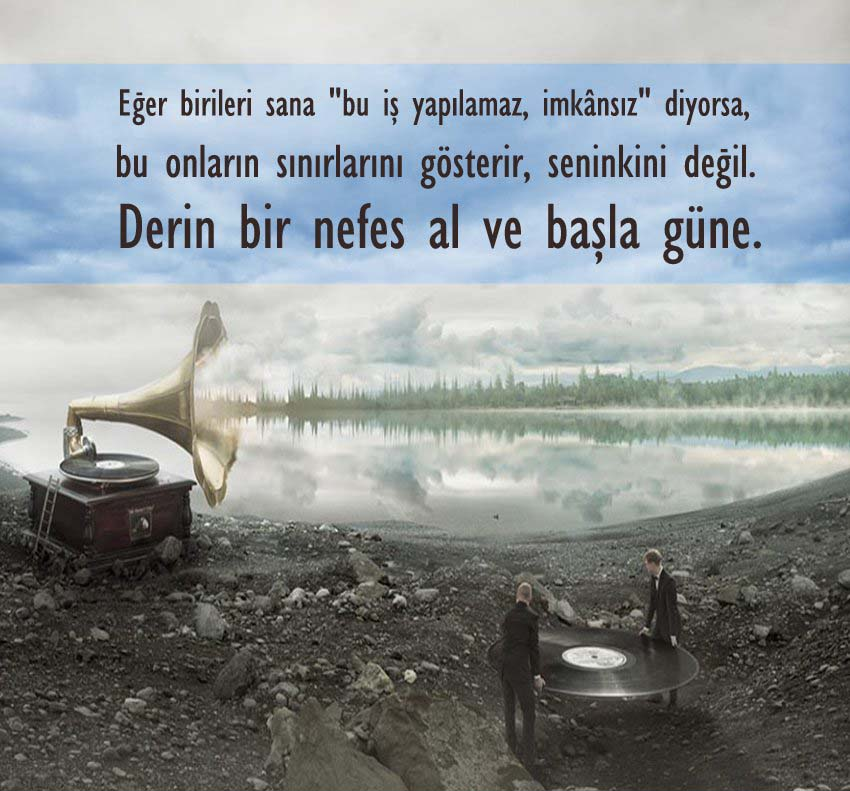 Eğer birileri sana "bu iş yapılamaz, imkânsız" diyorsa,
bu onların sınırlarını gösterir, seninkini değil.
Derin bir nefes al ve başla güne.